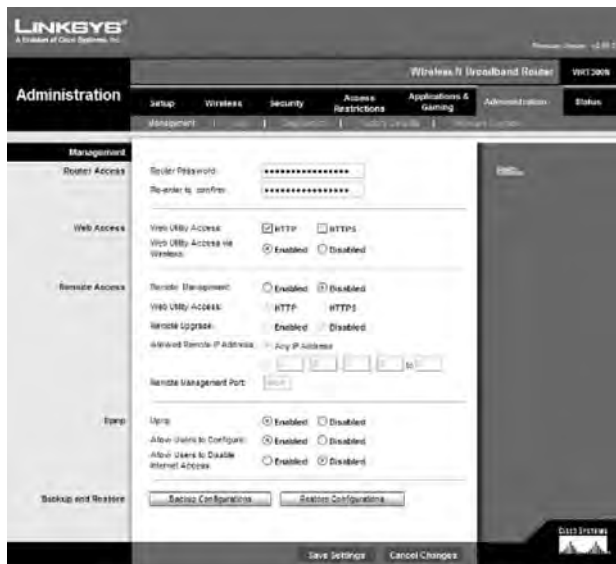 LINKSYS®
A Division of Cisco Systems, Inc.
Wireless-N Broadband Router
Administration
Setup Wireless Security Access Restrictions Applications & Gaming Administration Status
Management
Management
Router Access
Router Password:
Re-enter to confirm:
Web Access
Web Utility Access: HTTP HTTPS
Web Utility Access via Wireless: Enabled Disabled
Remote Access
Remote Management: Enabled Disabled
Web Utility Access: HTTP HTTPS
Remote Upgrade: Enabled Disabled
Allowed Remote IP Address: Any IP Address
to
Remote Management Port:
Upnp
Upnp: Enabled Disabled
Allow Users to Configure: Enabled Disabled
Allow Users to Disable Internet Access: Enabled Disabled
Backup and Restore
Backup Configurations Restore Configurations
Save Settings Cancel Changes
CISCO SYSTEMS